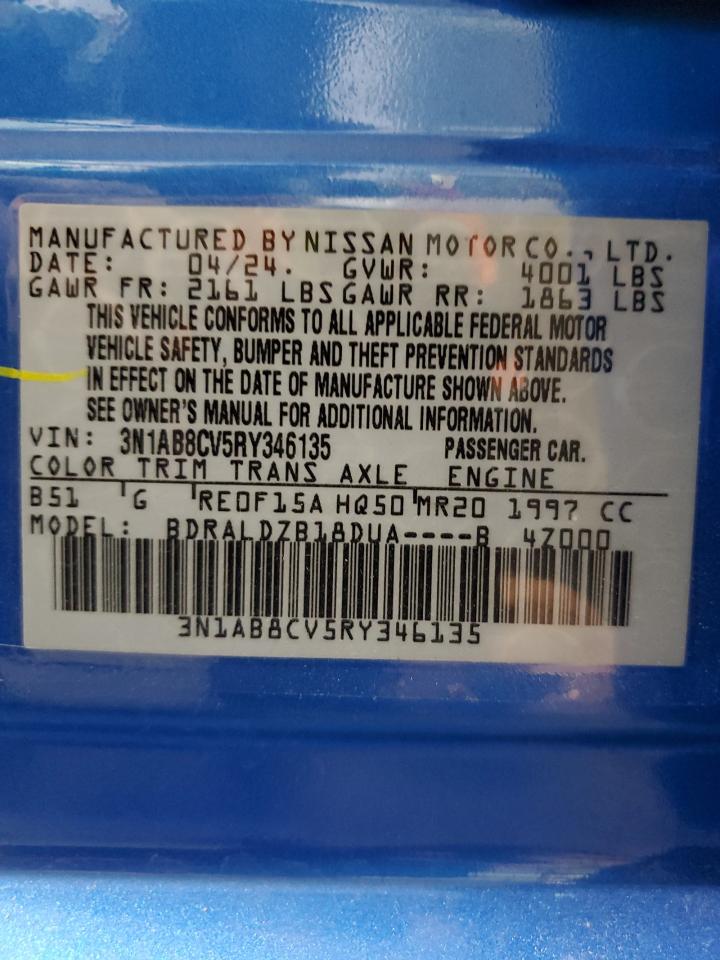 MANUFACTURED BY NISSAN MOTOR CO., LTD.
DATE: 04/24. GVWR: 4001 LBS
GAWR FR: 2161 LBS GAWR RR: 1863 LBS
THIS VEHICLE CONFORMS TO ALL APPLICABLE FEDERAL MOTOR
VEHICLE SAFETY, BUMPER AND THEFT PREVENTION STANDARDS
IN EFFECT ON THE DATE OF MANUFACTURE SHOWN ABOVE.
SEE OWNER'S MANUAL FOR ADDITIONAL INFORMATION.
VIN: 3N1AB8CV5RY346135 PASSENGER CAR.
COLOR TRIM TRANS AXLE ENGINE
B51 G RE0F15A HQ50 MR20 1997 CC
MODEL: BDRALDZB18DUA----B 4Z000
3N1AB8CV5RY346135